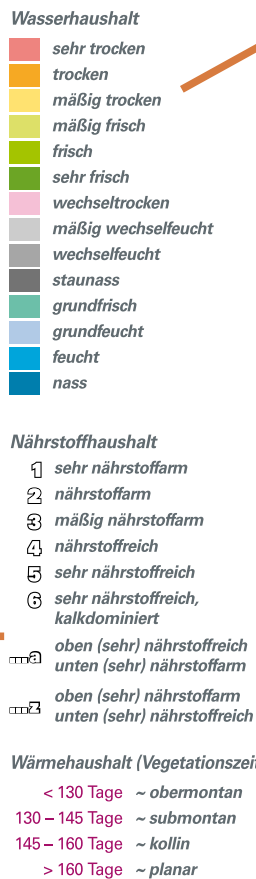 Wasserhaushalt
sehr trocken
trocken
mäßig trocken
mäßig frisch
frisch
sehr frisch
wechseltrocken
mäßig wechselfeucht
wechselfeucht
staunass
grundfrisch
grundfeucht
feucht
nass
Nährstoffhaushalt
1 sehr nährstoffarm
2 nährstoffarm
3 mäßig nährstoffarm
4 nährstoffreich
5 sehr nährstoffreich
6 sehr nährstoffreich,
kalkdominiert
...a oben (sehr) nährstoffreich
unten (sehr) nährstoffarm
...z oben (sehr) nährstoffarm
unten (sehr) nährstoffreich
Wärmehaushalt (Vegetationszeit
< 130 Tage ~ obermontan
130 – 145 Tage ~ submontan
145 – 160 Tage ~ kollin
> 160 Tage ~ planar